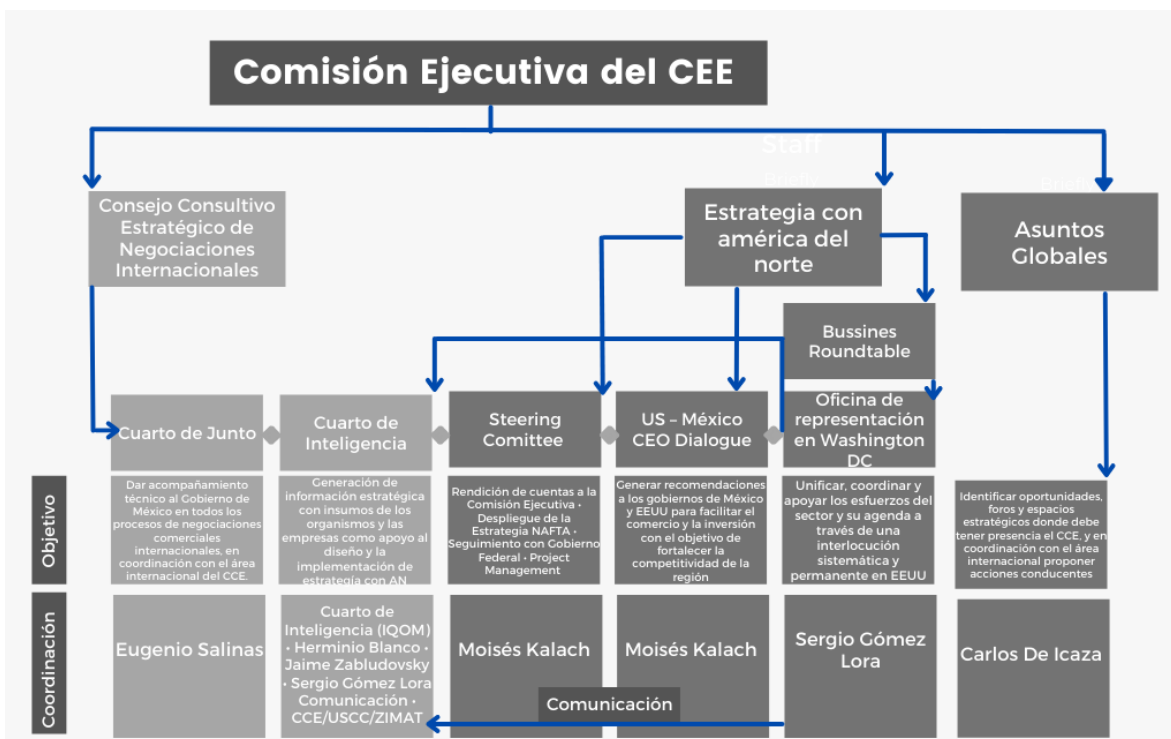 Comisión Ejecutiva del CEE
Staff
Briefly
Briefly
Consejo Consultivo
Estratégico de
Negociaciones
Internacionales
Estrategia con
américa del
norte
Asuntos
Globales
Bussines
Roundtable
Cuarto de Junto
Cuarto de
Inteligencia
Steering
Comittee
US – México
CEO Dialogue
Oficina de
representación
en Washington
DC
Objetivo
Dar acompañamiento
técnico al Gobierno de
México en todos los
procesos de negociaciones
comerciales
internacionales, en
coordinación con el área
internacional del CCE.
Generación de
información estratégica
con insumos de los
organismos y las
empresas como apoyo al
diseño y la
implementación de
estrategía con AN
Rendición de cuentas a la
Comisión Ejecutiva •
Despliegue de la
Estrategia NAFTA •
Seguimiento con Gobierno
Federal • Project
Management
Generar recomendaciones
a los gobiernos de México
y EEUU para facilitar el
comercio y la inversión
con el objetivo de
fortalecer la
competitividad de la
región
Unificar, coordinar y
apoyar los esfuerzos del
sector y su agenda a
través de una
interlocución
sistemática y
permanente en EEUU
Identificar oportunidades,
foros y espacios
estratégicos donde debe
tener presencia el CCE, y en
coordinación con el área
internacional proponer
acciones conducentes
Coordinación
Eugenio Salinas
Cuarto de
Inteligencia (IQOM)
• Herminio Blanco •
Jaime Zabludovsky
• Sergio Gómez Lora
Comunicación •
CCE/USCC/ZIMAT
Moisés Kalach
Moisés Kalach
Sergio Gómez
Lora
Carlos De Icaza
Comunicación